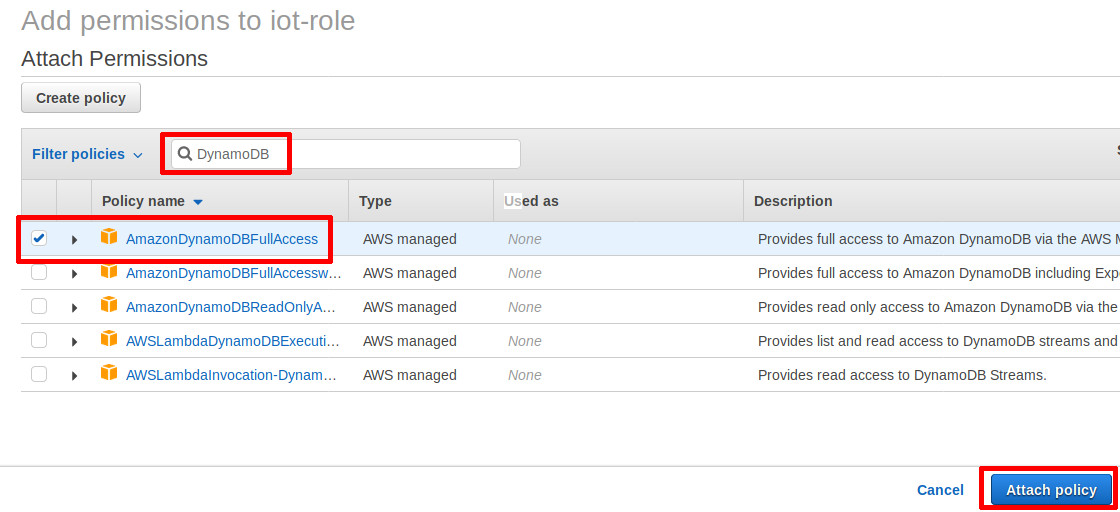 Add permissions to iot-role
Attach Permissions
Create policy
Filter policies DynamoDB
Policy name Type Used as Description
AmazonDynamoDBFullAccess AWS managed None Provides full access to Amazon DynamoDB via the AWS
AmazonDynamoDBFullAccessw… AWS managed None Provides full access to Amazon DynamoDB including Exp
AmazonDynamoDBReadOnlyA… AWS managed None Provides read only access to Amazon DynamoDB via the
AWSLambdaDynamoDBExecuti… AWS managed None Provides list and read access to DynamoDB streams and
AWSLambdaInvocation-Dynam… AWS managed None Provides read access to DynamoDB Streams.
Cancel Attach policy